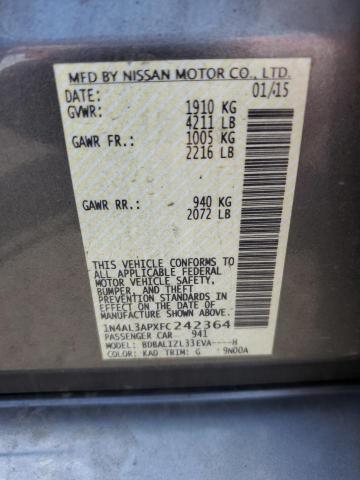 MFD BY NISSAN MOTOR CO., LTD.
DATE: 01/15
GVWR: 1910 KG
4211 LB
GAWR FR.: 1005 KG
2216 LB
GAWR RR.: 940 KG
2072 LB
THIS VEHICLE CONFORMS TO
ALL APPLICABLE FEDERAL
MOTOR VEHICLE SAFETY,
BUMPER, AND THEFT
PREVENTION STANDARDS
IN EFFECT ON THE DATE OF
MANUFACTURE SHOWN ABOVE.
1N4AL3APXFC242364
PASSENGER CAR 941
MODEL: BDBALIZL33EVA----H
COLOR: KAD TRIM: G 9N00A